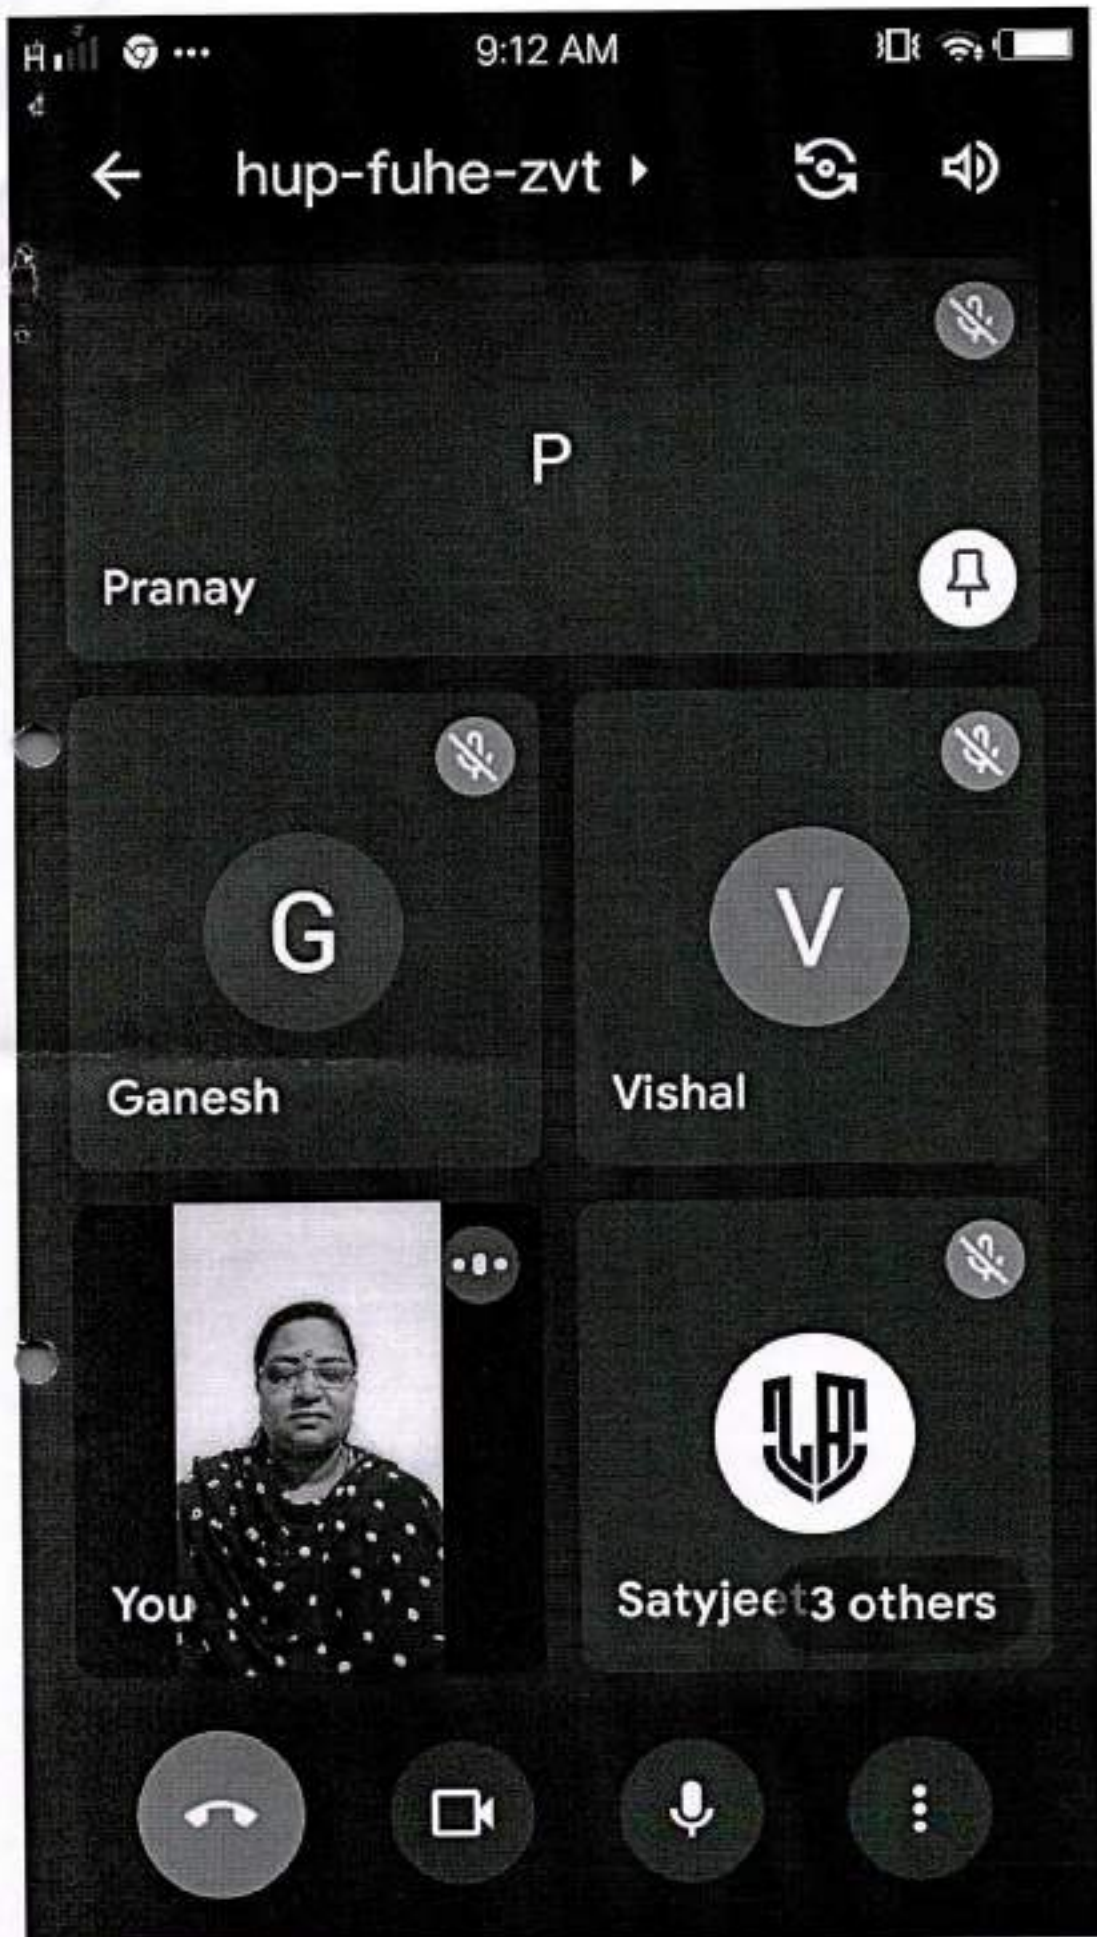 H 9:12 AM
hup-fuhe-zvt
P
Pranay
G
V
Ganesh
Vishal
You
Satyjeet
3 others